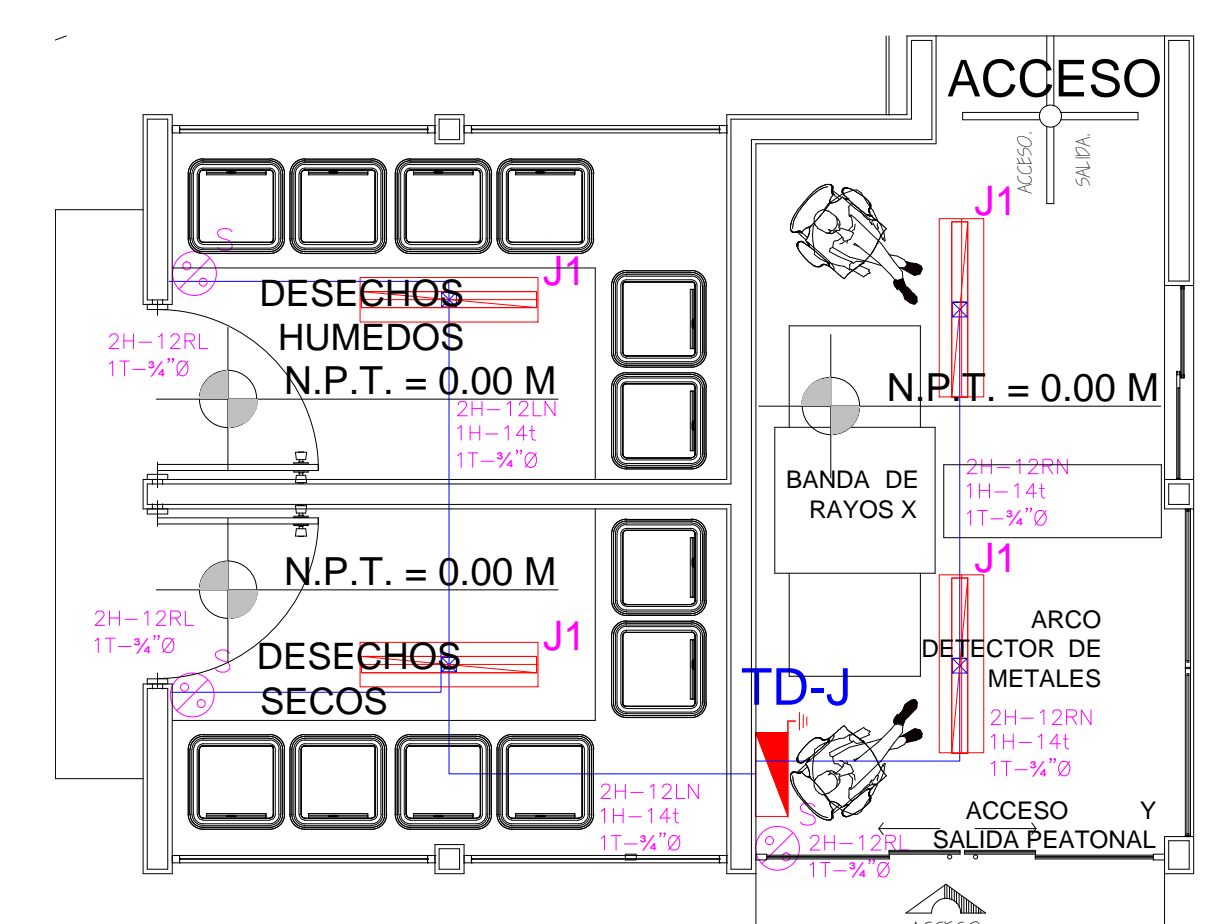 ACCESO
ACCESO.
SALIDA.
J1
S
J1
DESECHOS
HUMEDOS
2H-12RL
1T-¾"Ø
N.P.T. = 0.00 M
N.P.T. = 0.00 M
2H-12LN
1H-14t
1T-¾"Ø
BANDA DE
RAYOS X
2H-12RN
1H-14t
1T-¾"Ø
N.P.T. = 0.00 M
J1
2H-12RL
1T-¾"Ø
S
DESECHOS
SECOS
J1
ARCO
DETECTOR DE
METALES
TD-J
2H-12RN
1H-14t
1T-¾"Ø
2H-12LN
1H-14t
1T-¾"Ø
S
2H-12RL
1T-¾"Ø
ACCESO Y
SALIDA PEATONAL